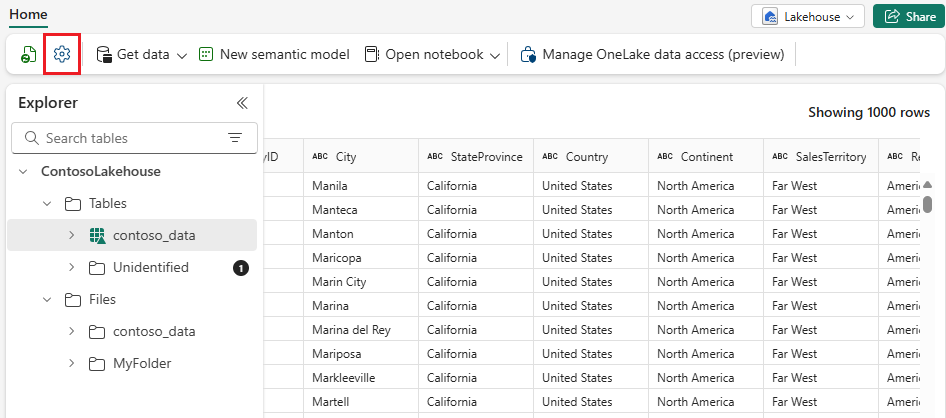 Home
Lakehouse
Share
Get data
New semantic model
Open notebook
Manage OneLake data access (preview)
Explorer
Search tables
ContosoLakehouse
Tables
contoso_data
Unidentified 1
Files
contoso_data
MyFolder
Showing 1000 rows
yID ABC City ABC StateProvince ABC Country ABC Continent ABC SalesTerritory ABC Re
Manila California United States North America Far West Ameri
Manteca California United States North America Far West Ameri
Manton California United States North America Far West Ameri
Maricopa California United States North America Far West Ameri
Marin City California United States North America Far West Ameri
Marina California United States North America Far West Ameri
Marina del Rey California United States North America Far West Ameri
Mariposa California United States North America Far West Ameri
Markleeville California United States North America Far West Ameri
Martell California United States North America Far West Ameri